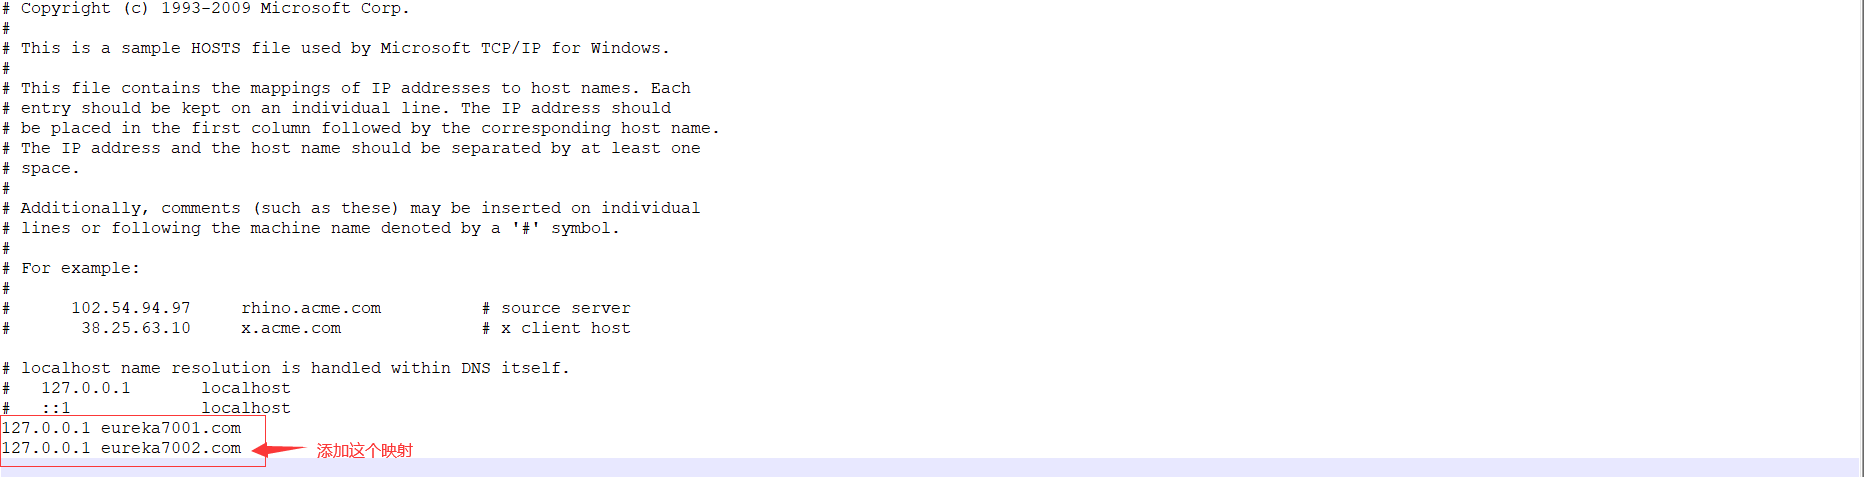 # Copyright (c) 1993-2009 Microsoft Corp.
#
# This is a sample HOSTS file used by Microsoft TCP/IP for Windows.
#
# This file contains the mappings of IP addresses to host names. Each
# entry should be kept on an individual line. The IP address should
# be placed in the first column followed by the corresponding host name.
# The IP address and the host name should be separated by at least one
# space.
#
# Additionally, comments (such as these) may be inserted on individual
# lines or following the machine name denoted by a '#' symbol.
#
# For example:
#
#      102.54.94.97     rhino.acme.com          # source server
#       38.25.63.10     x.acme.com              # x client host

# localhost name resolution is handled within DNS itself.
#   127.0.0.1       localhost
#   ::1             localhost
127.0.0.1 eureka7001.com
127.0.0.1 eureka7002.com 添加这个映射